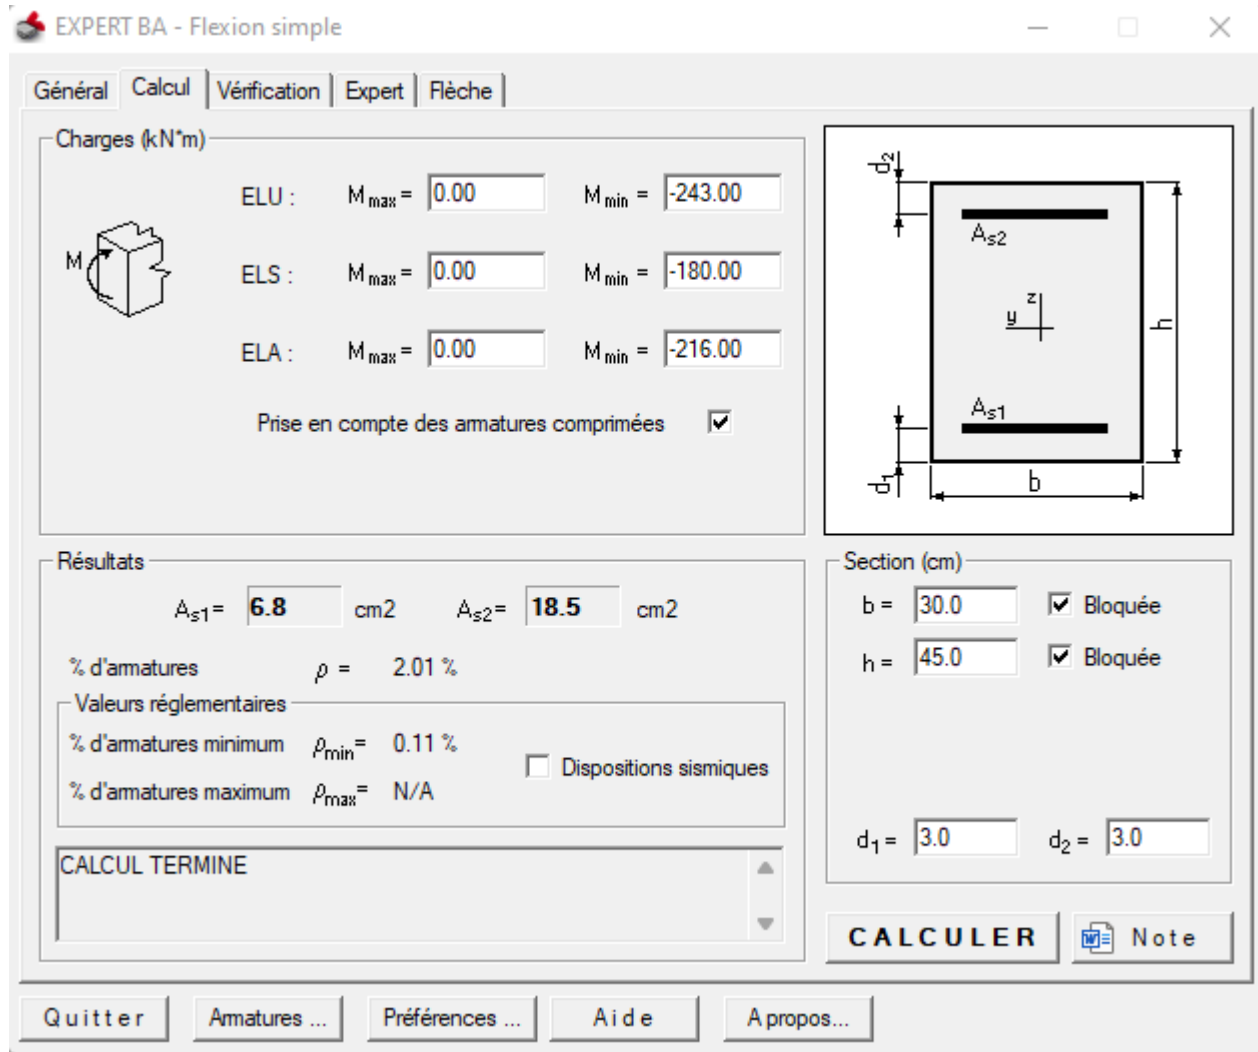 EXPERT BA - Flexion simple
Général Calcul Vérification Expert Flèche
Charges (kN*m)
ELU : M max = 0.00 M min = -243.00
ELS : M max = 0.00 M min = -180.00
ELA : M max = 0.00 M min = -216.00
Prise en compte des armatures comprimées
M
d2
As2
z
y
h
As1
d1
b
Résultats
As1= 6.8 cm2 As2= 18.5 cm2
% d'armatures ρ = 2.01 %
Valeurs réglementaires
% d'armatures minimum ρmin= 0.11 %
Dispositions sismiques
% d'armatures maximum ρmax= N/A
CALCUL TERMINE
Section (cm)
b = 30.0 Bloquée
h = 45.0 Bloquée
d1 = 3.0 d2 = 3.0
CALCULER Note
Quitter Armatures ... Préférences ... Aide A propos...